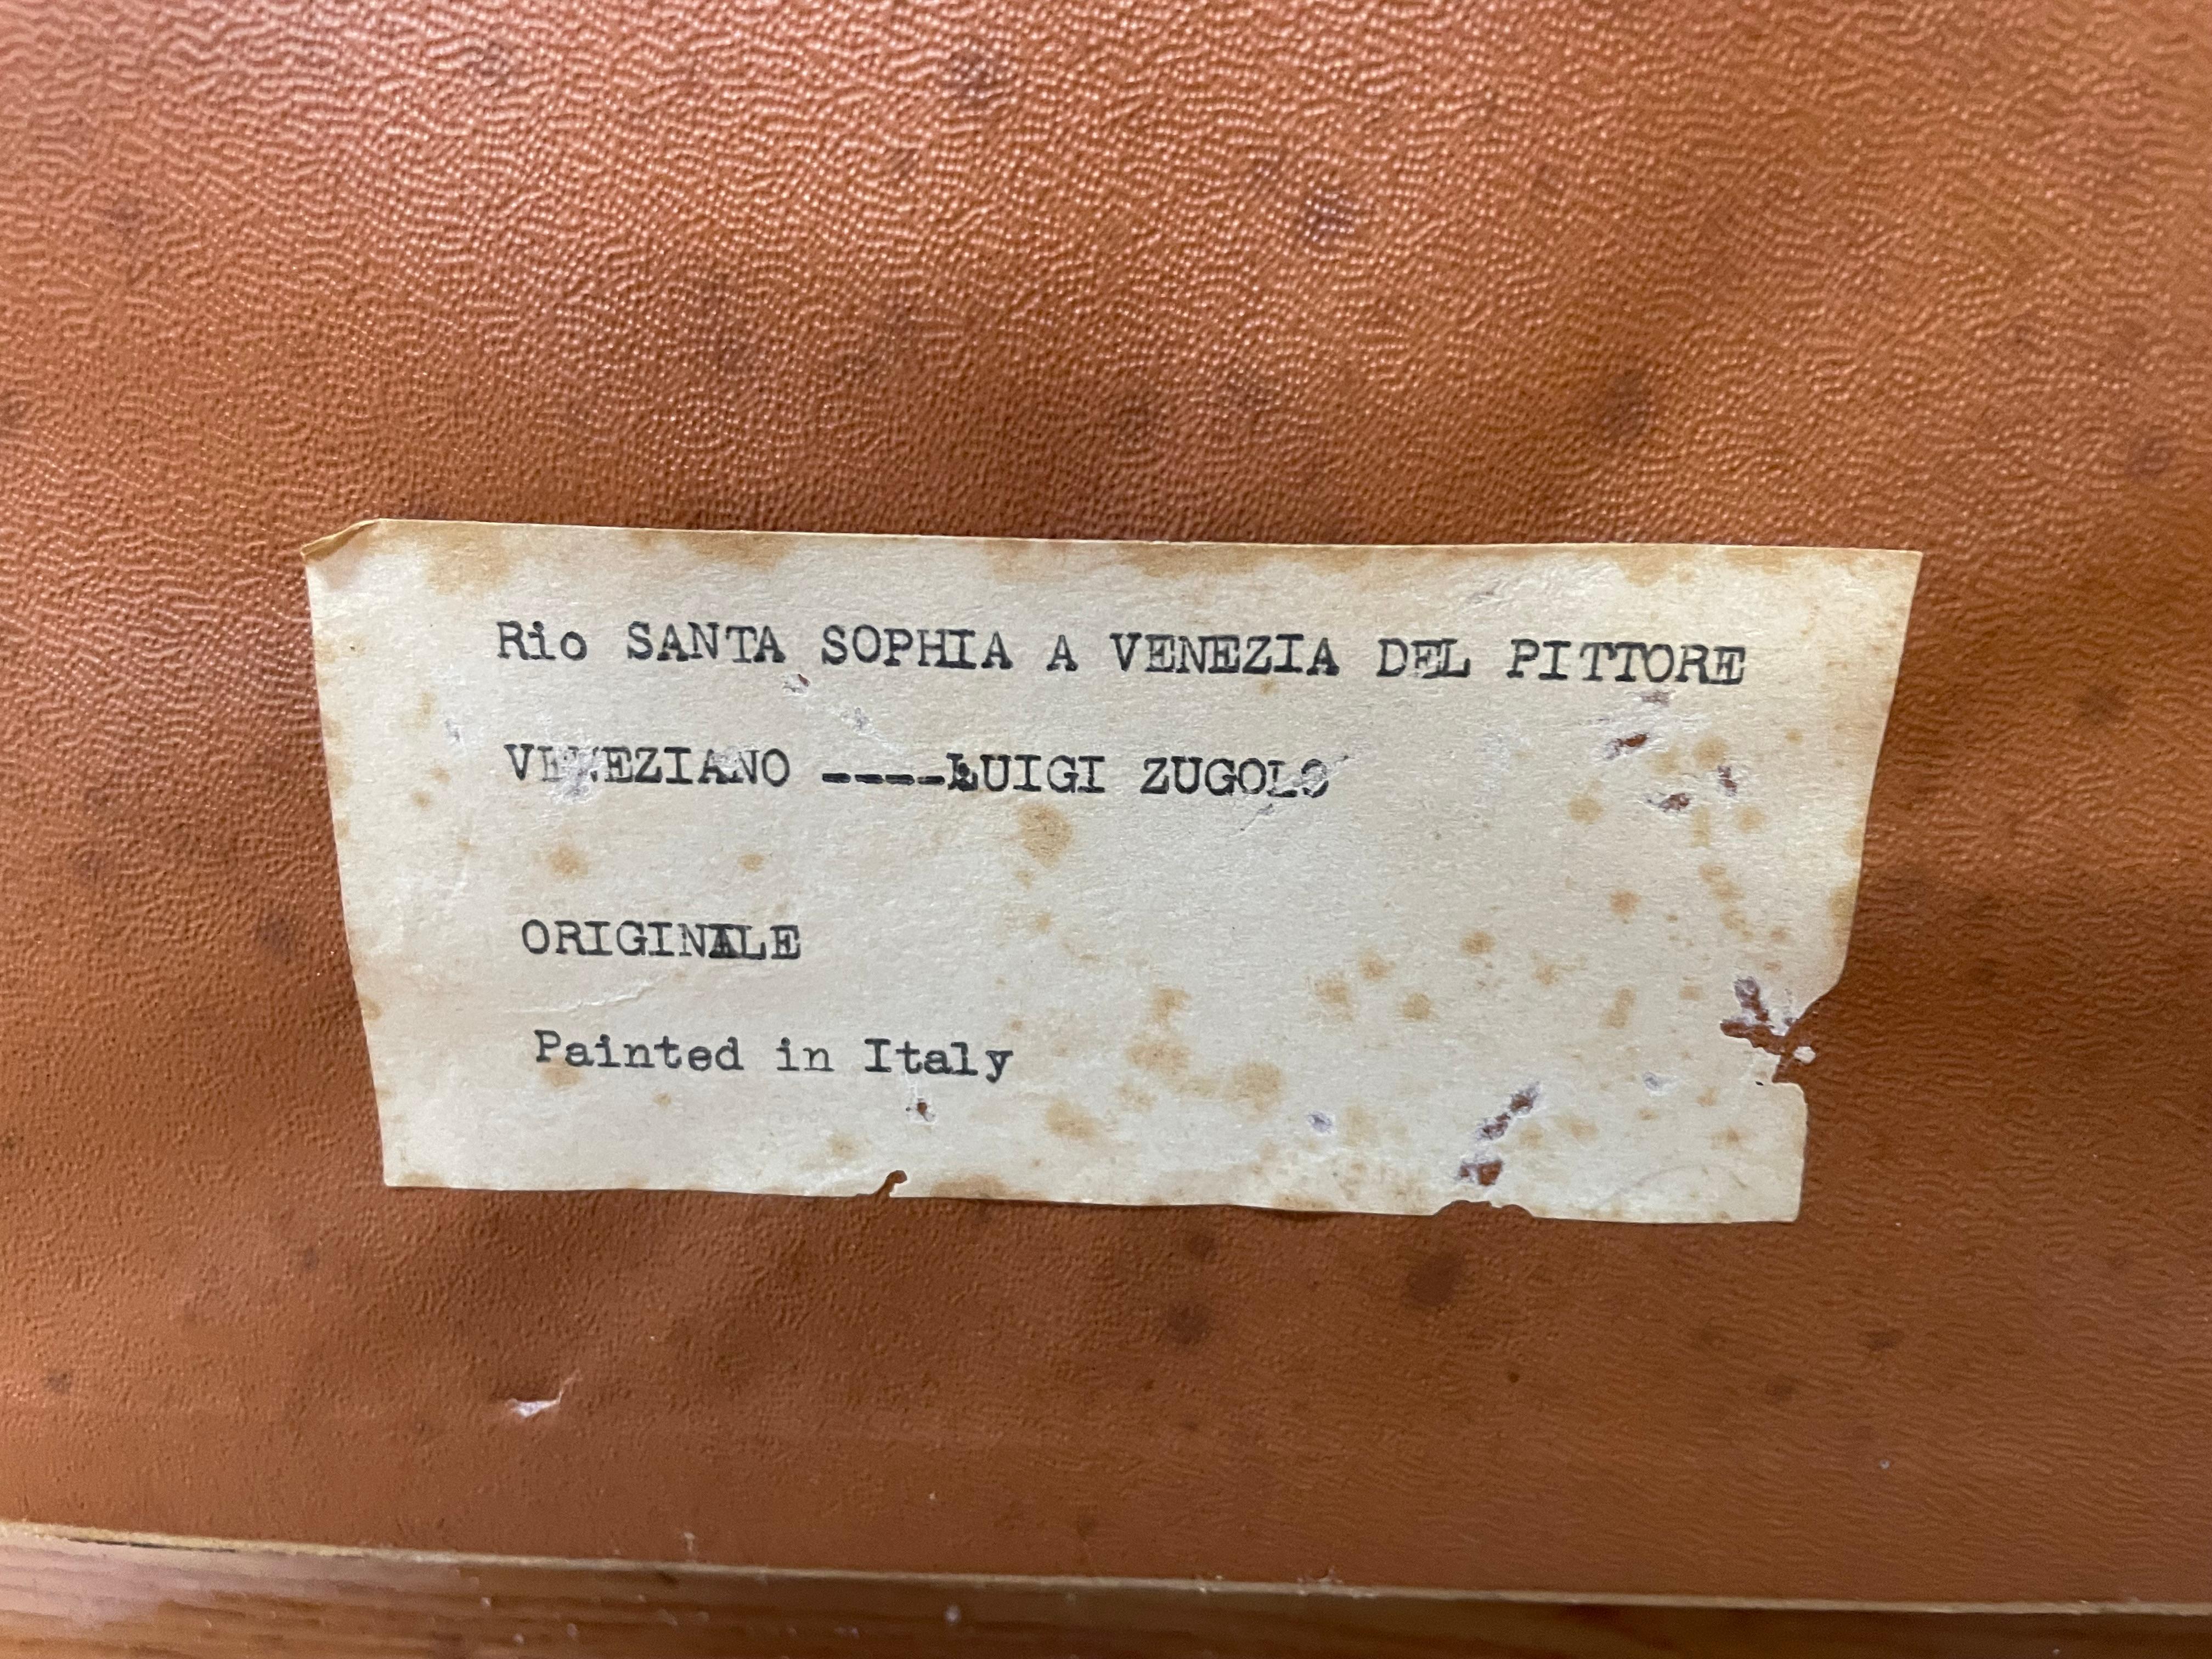 Rio SANTA SOPHIA A VENEZIA DEL PITTORE
VENEZIANO ----LUIGI ZUGOLO
ORIGINALE
Painted in Italy